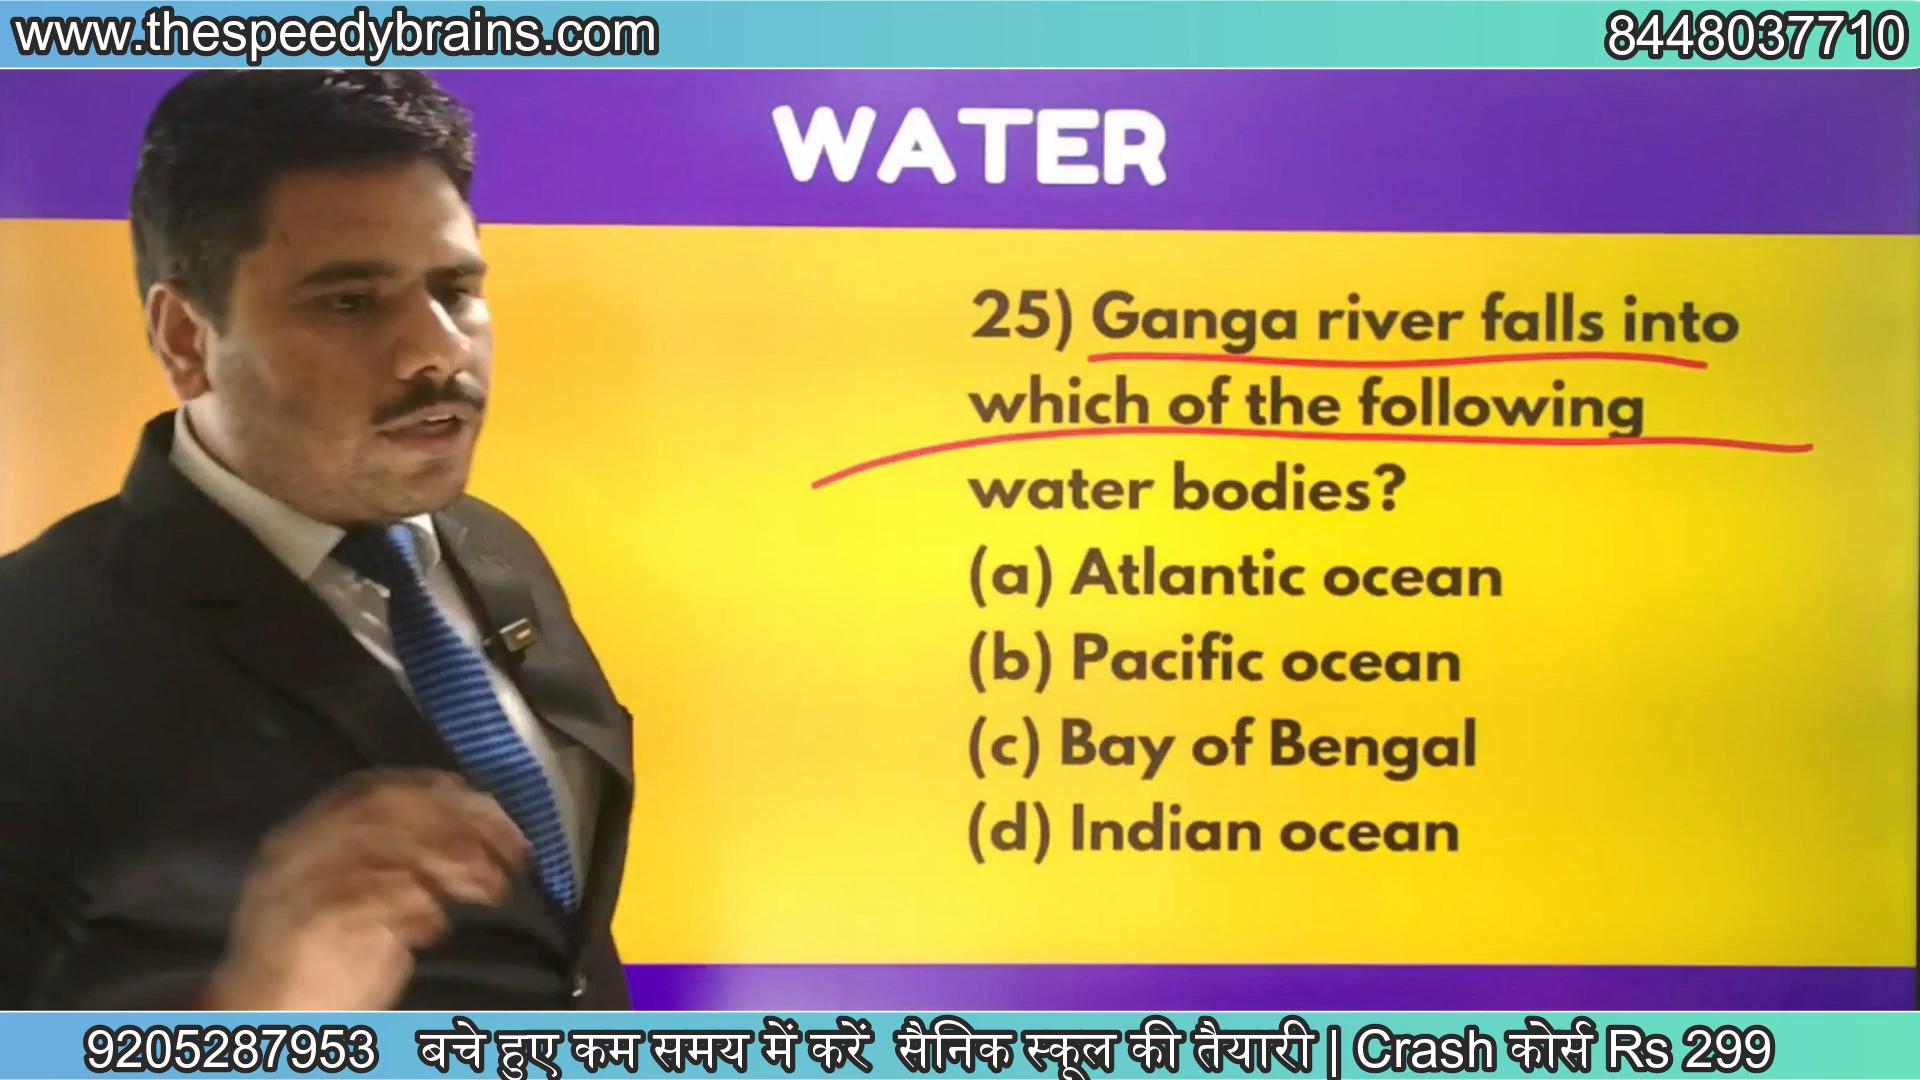 www.thespeedybrains.com
8448037710
WATER
25) Ganga river falls into
which of the following
water bodies?
(a) Atlantic ocean
(b) Pacific ocean
(c) Bay of Bengal
(d) Indian ocean
9205287953 बचे हुए कम समय में करें सैनिक स्कूल की तैयारी | Crash कोर्स Rs 299